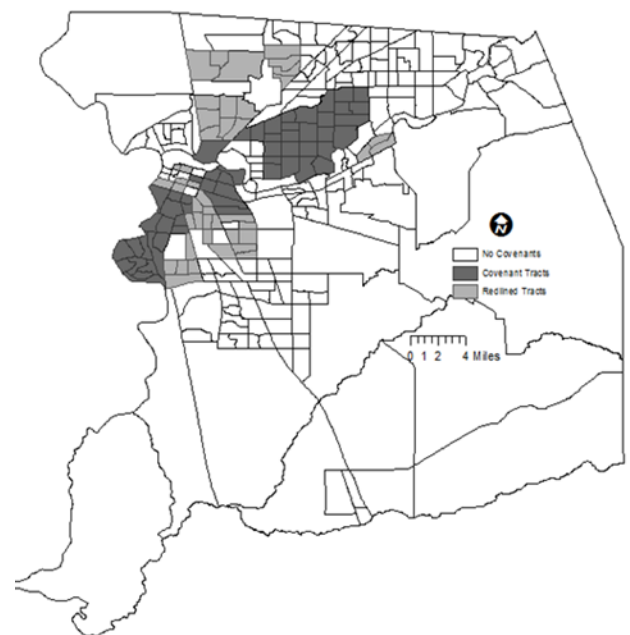 N
No Covenants
Covenant Tracts
Redlined Tracts
0 1 2 4 Miles